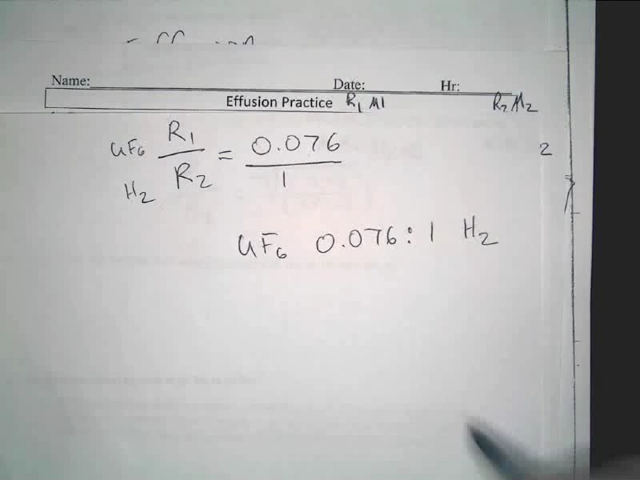 Name: Date: Hr:
Effusion Practice R1 M1 R2 M2
UF6 R1 = 0.076 2
H2 R2 1
UF6 0.076 : 1 H2